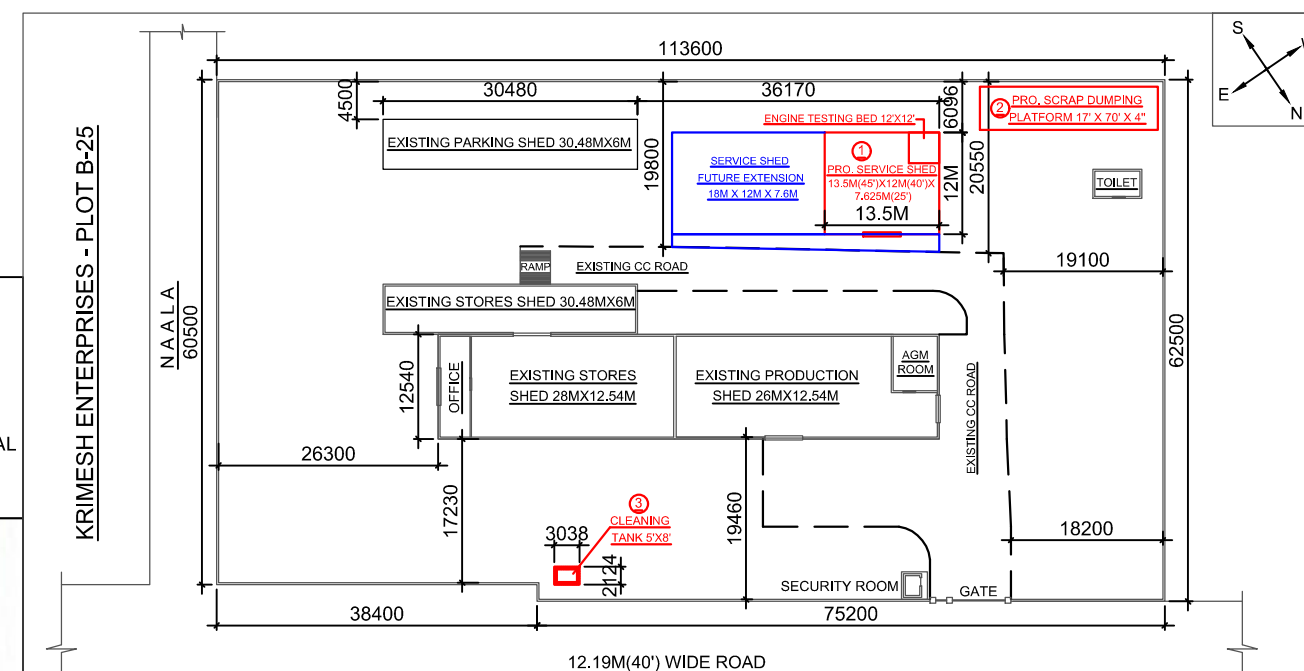 113600
S
E
N
30480
36170
4500
6096
ENGINE TESTING BED 12'X12'
2
PRO. SCRAP DUMPING
PLATFORM 17' X 70' X 4"
EXISTING PARKING SHED 30.48MX6M
19800
SERVICE SHED
FUTURE EXTENSION
18M X 12M X 7.6M
1
PRO. SERVICE SHED
13.5M(45')X12M(40')X
7.625M(25')
13.5M
12M
20550
TOILET
KRIMESH ENTERPRISES - PLOT B-25
NAALA
60500
RAMP
EXISTING CC ROAD
19100
EXISTING STORES SHED 30.48MX6M
62500
12540
OFFICE
EXISTING STORES
SHED 28MX12.54M
EXISTING PRODUCTION
SHED 26MX12.54M
AGM
ROOM
EXISTING CC ROAD
AL
26300
17230
3
CLEANING
TANK 5'X8'
3038
2124
19460
18200
SECURITY ROOM
GATE
38400
75200
12.19M(40') WIDE ROAD